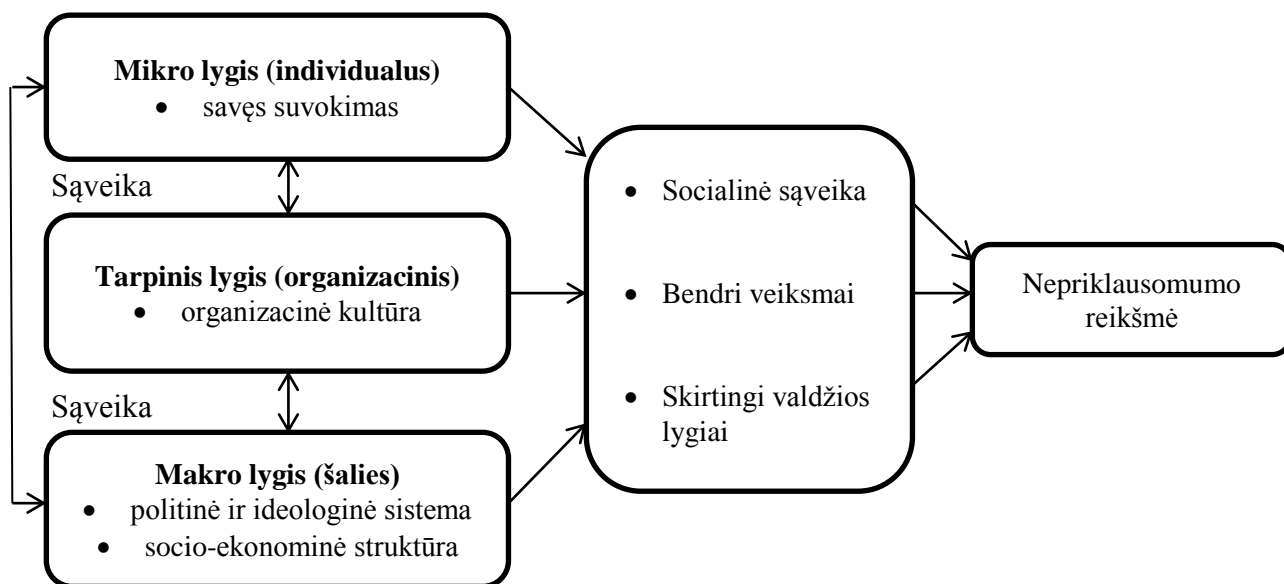 Mikro lygis (individualus)
• savęs suvokimas
Sąveika
Tarpinis lygis (organizacinis)
• organizacinė kultūra
Sąveika
Makro lygis (šalies)
• politinė ir ideologinė sistema
• socio-ekonominė struktūra
• Socialinė sąveika
• Bendri veiksmai
• Skirtingi valdžios
lygiai
Nepriklausomumo
reikšmė